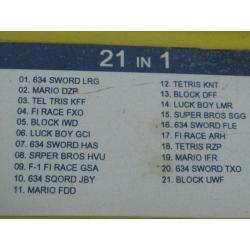 21 IN 1
01. 634 SWORD LRG
02. MARIO DZP
03. TEL TRIS KFF
04. FI RACE FXO
05. BLOCK IWD
06. LUCK BOY GCI
07. 634 SWORD HAS
08. SRPER BROS HVU
09. F-1 FI RACE GSA
10. 634 SQORD JBY
11. MARIO FDD
12. TETRIS KNT
13. BLOCK DFF
14. LUCK BOY LMR
15. SUPER BROS SGG
16. 634 SWORD FLE
17. FI RACE ARH
18. TETRIS RZP
19. MARIO IFR
20. 634 SWORD TXO
21. BLOCK UWF